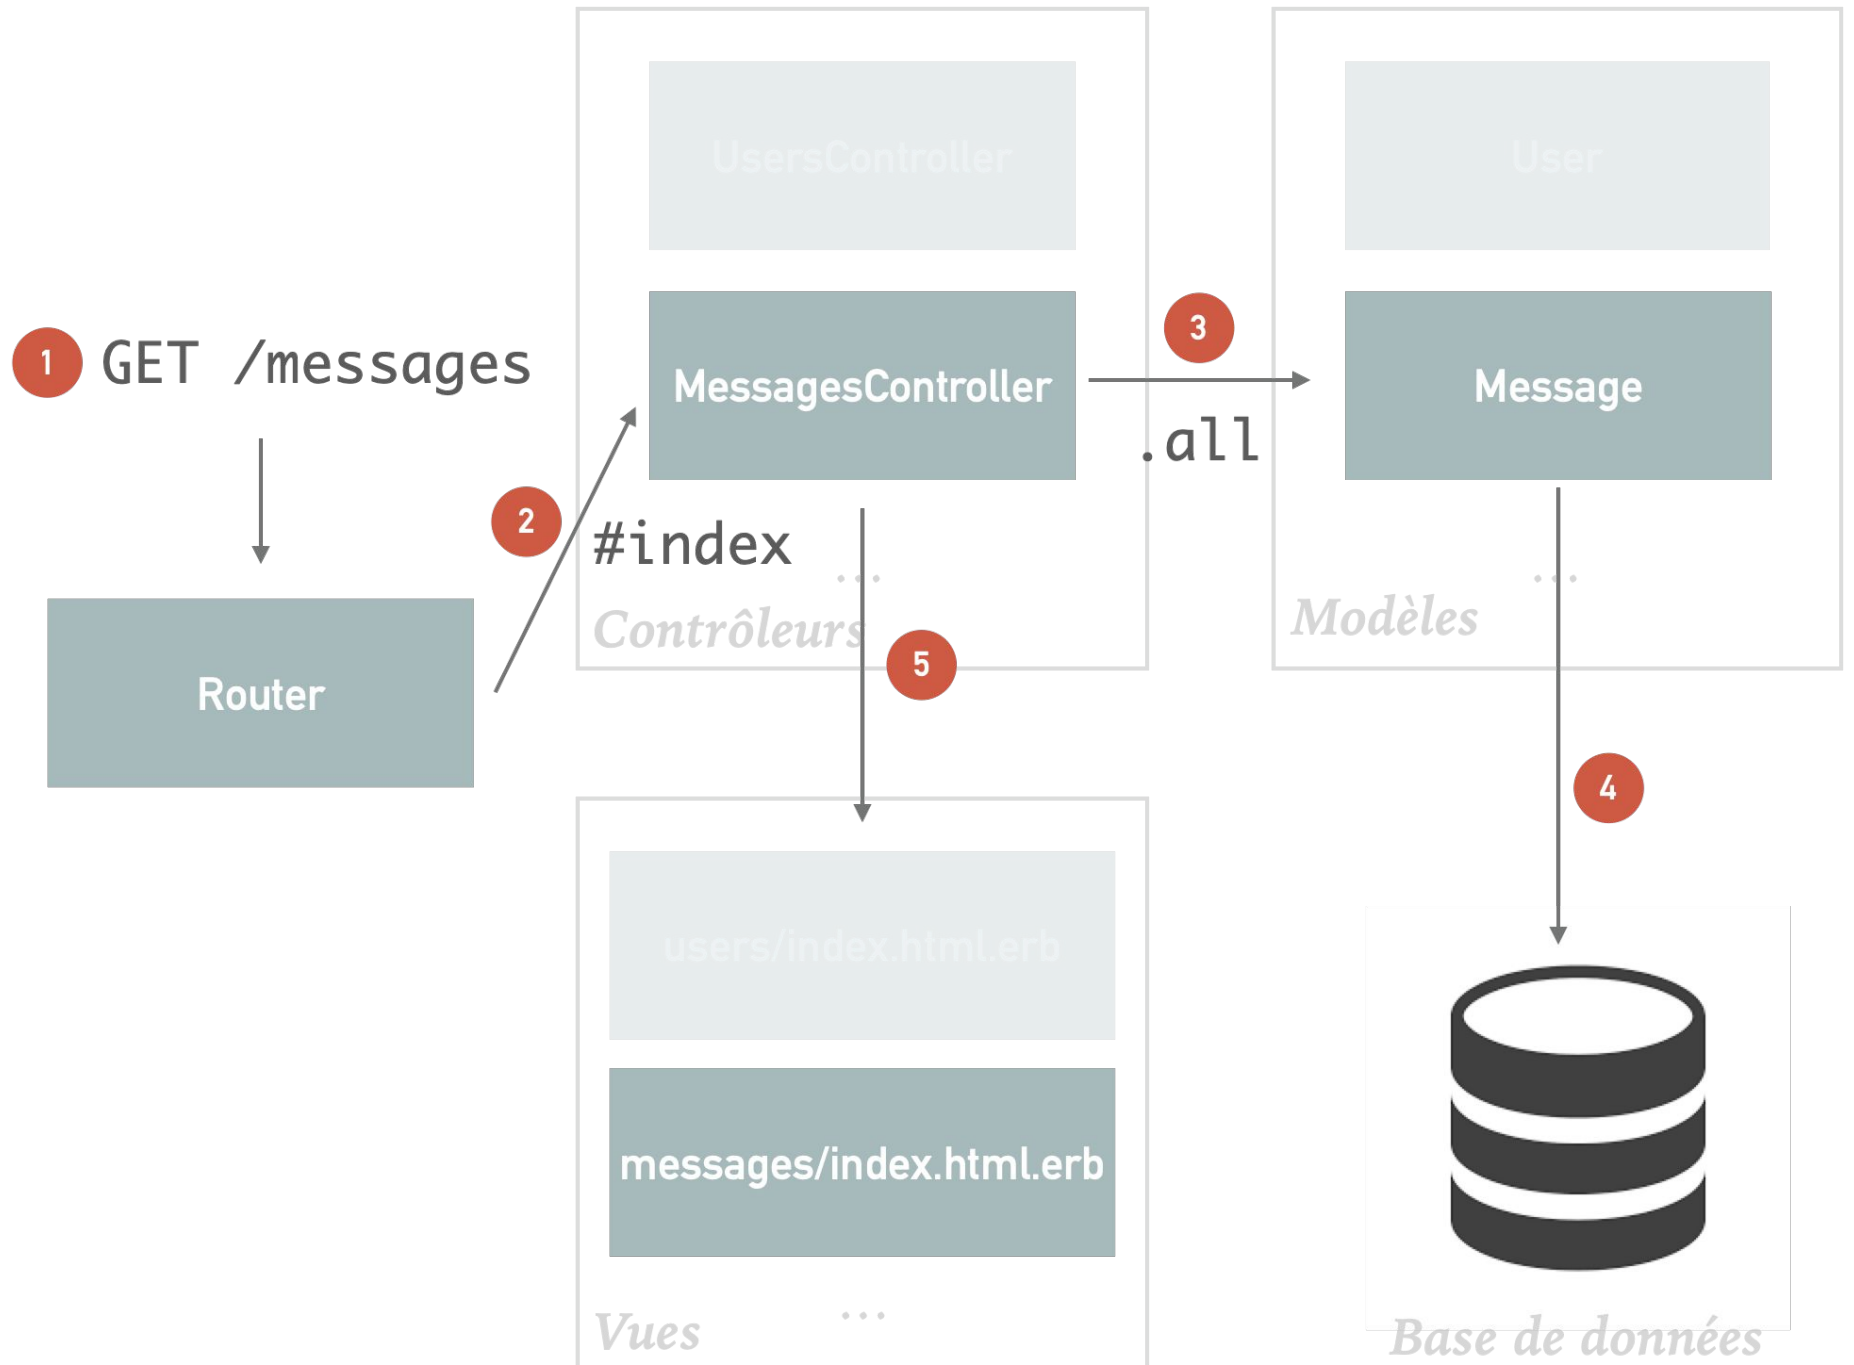 UsersController
User
1 GET /messages
MessagesController
3
.all
Message
2
#index
...
Contrôleurs
...
Modèles
Router
5
4
users/index.html.erb
messages/index.html.erb
...
Vues
Base de données